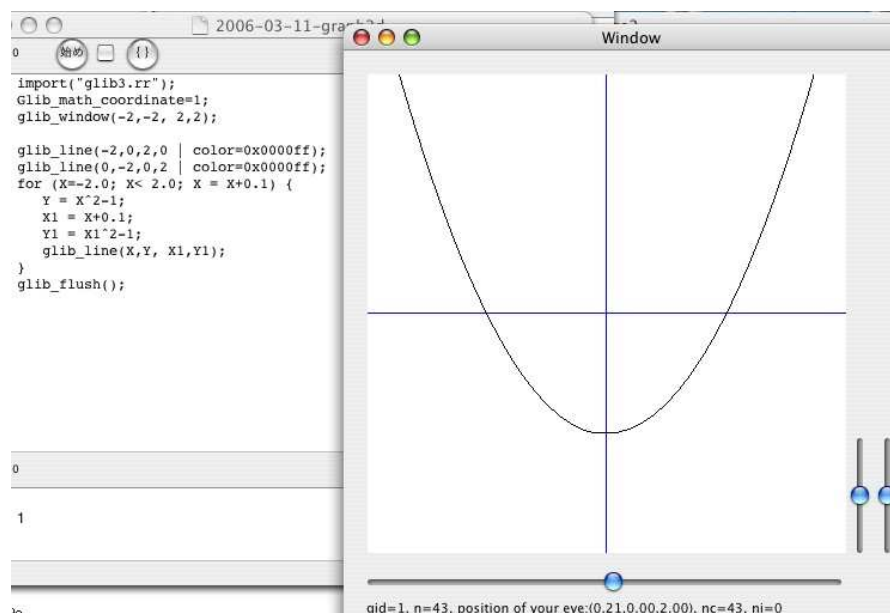 2006-03-11-graph2d
Window
0
始め
{ }
import("glib3.rr");
Glib_math_coordinate=1;
glib_window(-2,-2, 2,2);
glib_line(-2,0,2,0 | color=0x0000ff);
glib_line(0,-2,0,2 | color=0x0000ff);
for (X=-2.0; X< 2.0; X = X+0.1) {
Y = X^2-1;
X1 = X+0.1;
Y1 = X1^2-1;
glib_line(X,Y, X1,Y1);
}
glib_flush();
0
1
gid=1, n=43, position of your eye:(0.21,0.00,2.00), nc=43, ni=0